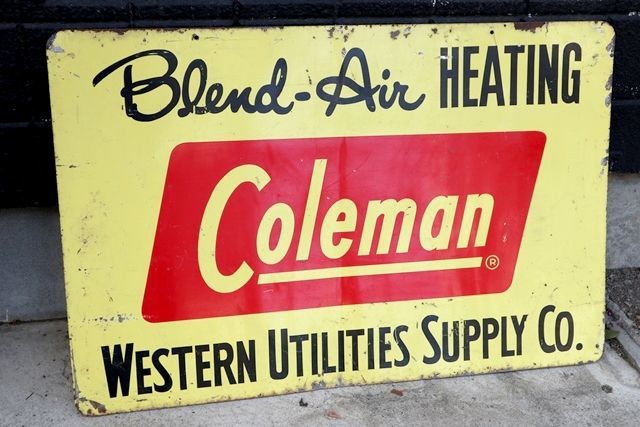 Blend-Air HEATING
Coleman ®
WESTERN UTILITIES SUPPLY CO.